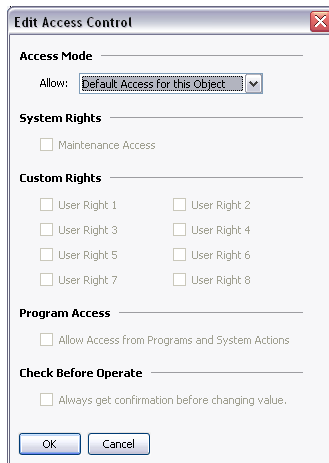 Edit Access Control
Access Mode
Allow: Default Access for this Object
System Rights
Maintenance Access
Custom Rights
User Right 1 User Right 2
User Right 3 User Right 4
User Right 5 User Right 6
User Right 7 User Right 8
Program Access
Allow Access from Programs and System Actions
Check Before Operate
Always get confirmation before changing value.
OK Cancel